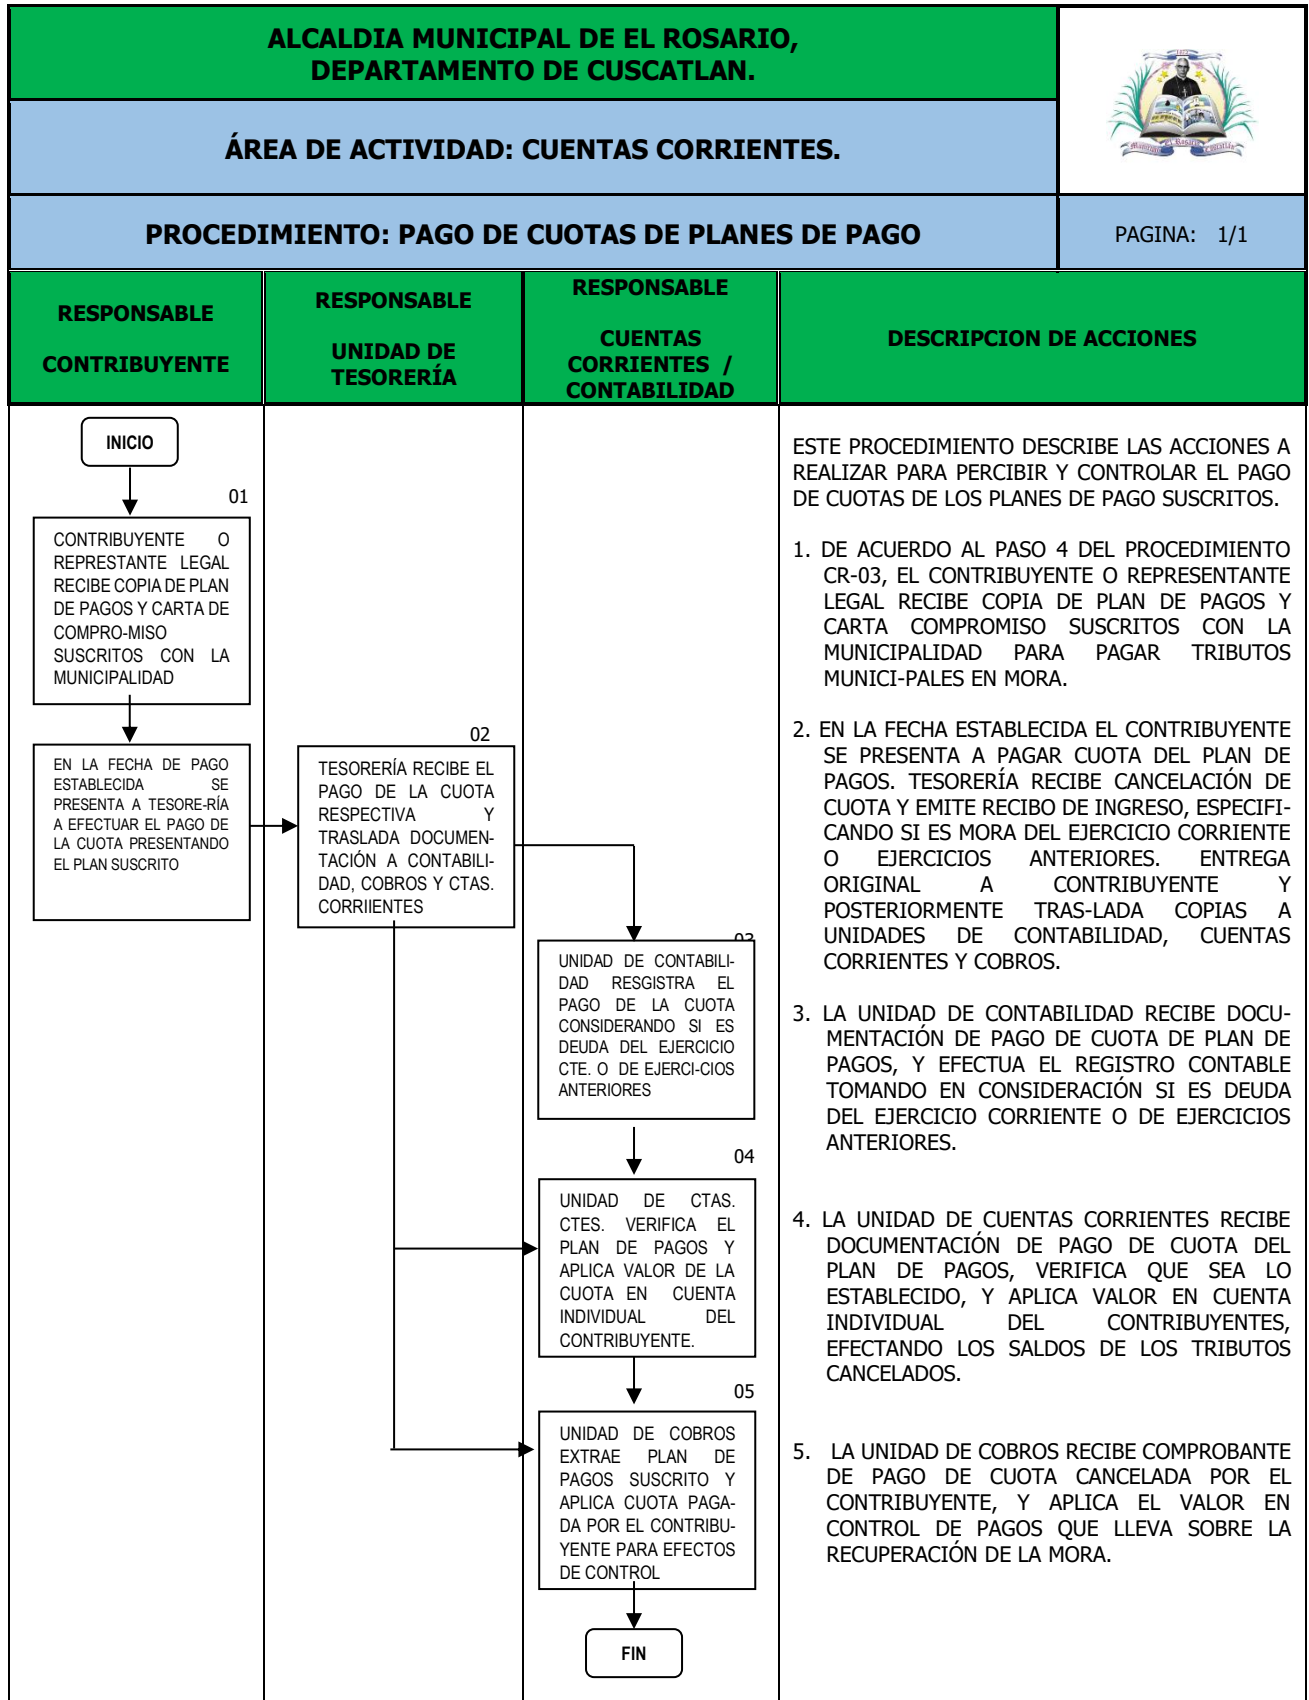 ALCALDIA MUNICIPAL DE EL ROSARIO,
DEPARTAMENTO DE CUSCATLAN.
ÁREA DE ACTIVIDAD: CUENTAS CORRIENTES.
PROCEDIMIENTO: PAGO DE CUOTAS DE PLANES DE PAGO
PAGINA: 1/1
RESPONSABLE
CONTRIBUYENTE
RESPONSABLE
UNIDAD DE
TESORERÍA
RESPONSABLE
CUENTAS
CORRIENTES /
CONTABILIDAD
DESCRIPCION DE ACCIONES
INICIO
01
CONTRIBUYENTE O
REPRESTANTE LEGAL
RECIBE COPIA DE PLAN
DE PAGOS Y CARTA DE
COMPRO-MISO
SUSCRITOS CON LA
MUNICIPALIDAD
EN LA FECHA DE PAGO
ESTABLECIDA SE
PRESENTA A TESORE-RÍA
A EFECTUAR EL PAGO DE
LA CUOTA PRESENTANDO
EL PLAN SUSCRITO
02
TESORERÍA RECIBE EL
PAGO DE LA CUOTA
RESPECTIVA Y
TRASLADA DOCUMEN-
TACIÓN A CONTABILI-
DAD, COBROS Y CTAS.
CORRIIENTES
03
UNIDAD DE CONTABILI-
DAD RESGISTRA EL
PAGO DE LA CUOTA
CONSIDERANDO SI ES
DEUDA DEL EJERCICIO
CTE. O DE EJERCI-CIOS
ANTERIORES
04
UNIDAD DE CTAS.
CTES. VERIFICA EL
PLAN DE PAGOS Y
APLICA VALOR DE LA
CUOTA EN CUENTA
INDIVIDUAL DEL
CONTRIBUYENTE.
05
UNIDAD DE COBROS
EXTRAE PLAN DE
PAGOS SUSCRITO Y
APLICA CUOTA PAGA-
DA POR EL CONTRIBU-
YENTE PARA EFECTOS
DE CONTROL
FIN
ESTE PROCEDIMIENTO DESCRIBE LAS ACCIONES A
REALIZAR PARA PERCIBIR Y CONTROLAR EL PAGO
DE CUOTAS DE LOS PLANES DE PAGO SUSCRITOS.
1. DE ACUERDO AL PASO 4 DEL PROCEDIMIENTO
CR-03, EL CONTRIBUYENTE O REPRESENTANTE
LEGAL RECIBE COPIA DE PLAN DE PAGOS Y
CARTA COMPROMISO SUSCRITOS CON LA
MUNICIPALIDAD PARA PAGAR TRIBUTOS
MUNICI-PALES EN MORA.
2. EN LA FECHA ESTABLECIDA EL CONTRIBUYENTE
SE PRESENTA A PAGAR CUOTA DEL PLAN DE
PAGOS. TESORERÍA RECIBE CANCELACIÓN DE
CUOTA Y EMITE RECIBO DE INGRESO, ESPECIFI-
CANDO SI ES MORA DEL EJERCICIO CORRIENTE
O EJERCICIOS ANTERIORES. ENTREGA
ORIGINAL A CONTRIBUYENTE Y
POSTERIORMENTE TRAS-LADA COPIAS A
UNIDADES DE CONTABILIDAD, CUENTAS
CORRIENTES Y COBROS.
3. LA UNIDAD DE CONTABILIDAD RECIBE DOCU-
MENTACIÓN DE PAGO DE CUOTA DE PLAN DE
PAGOS, Y EFECTUA EL REGISTRO CONTABLE
TOMANDO EN CONSIDERACIÓN SI ES DEUDA
DEL EJERCICIO CORRIENTE O DE EJERCICIOS
ANTERIORES.
4. LA UNIDAD DE CUENTAS CORRIENTES RECIBE
DOCUMENTACIÓN DE PAGO DE CUOTA DEL
PLAN DE PAGOS, VERIFICA QUE SEA LO
ESTABLECIDO, Y APLICA VALOR EN CUENTA
INDIVIDUAL DEL CONTRIBUYENTES,
EFECTANDO LOS SALDOS DE LOS TRIBUTOS
CANCELADOS.
5. LA UNIDAD DE COBROS RECIBE COMPROBANTE
DE PAGO DE CUOTA CANCELADA POR EL
CONTRIBUYENTE, Y APLICA EL VALOR EN
CONTROL DE PAGOS QUE LLEVA SOBRE LA
RECUPERACIÓN DE LA MORA.